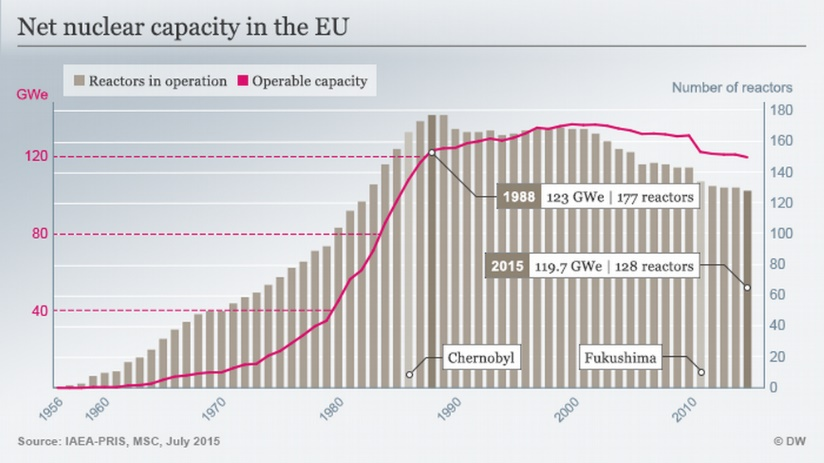 Net nuclear capacity in the EU
Reactors in operation Operable capacity
GWe
Number of reactors
180
160
140
120
100
80
60
40
20
0
120
80
40
1988 123 GWe | 177 reactors
2015 119.7 GWe | 128 reactors
Chernobyl
Fukushima
1956
1960
1970
1980
1990
2000
2010
Source: IAEA-PRIS, MSC, July 2015
© DW